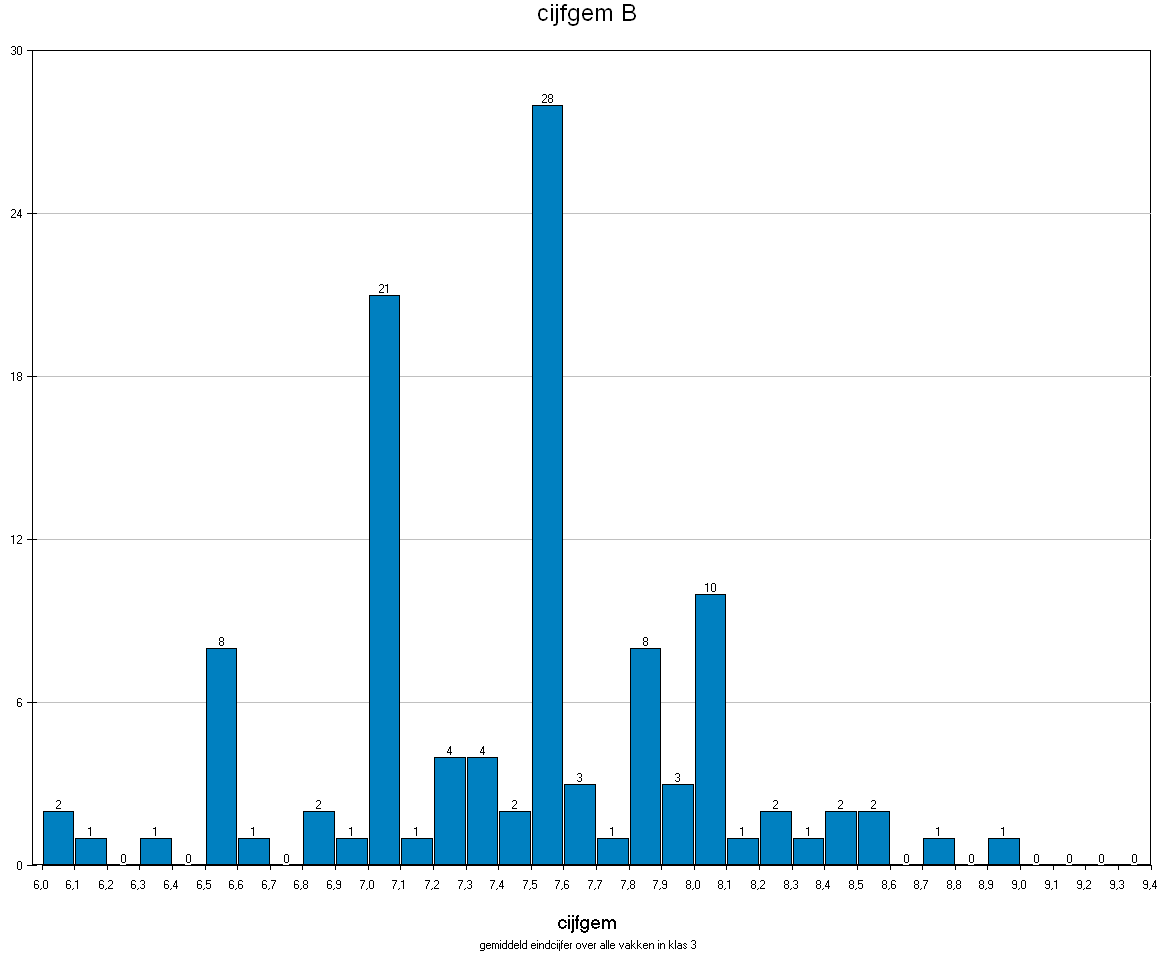 cijfgem B
30
28
24
21
18
12
10
8 8
6
4 4
3 3
2 2 2 2 2 2
1 1 1 1 1 1 1 1 1 1 1
0 0 0 0 0 0 0 0 0 0
6,0 6,1 6,2 6,3 6,4 6,5 6,6 6,7 6,8 6,9 7,0 7,1 7,2 7,3 7,4 7,5 7,6 7,7 7,8 7,9 8,0 8,1 8,2 8,3 8,4 8,5 8,6 8,7 8,8 8,9 9,0 9,1 9,2 9,3 9,4
cijfgem
gemiddeld eindcijfer over alle vakken in klas 3